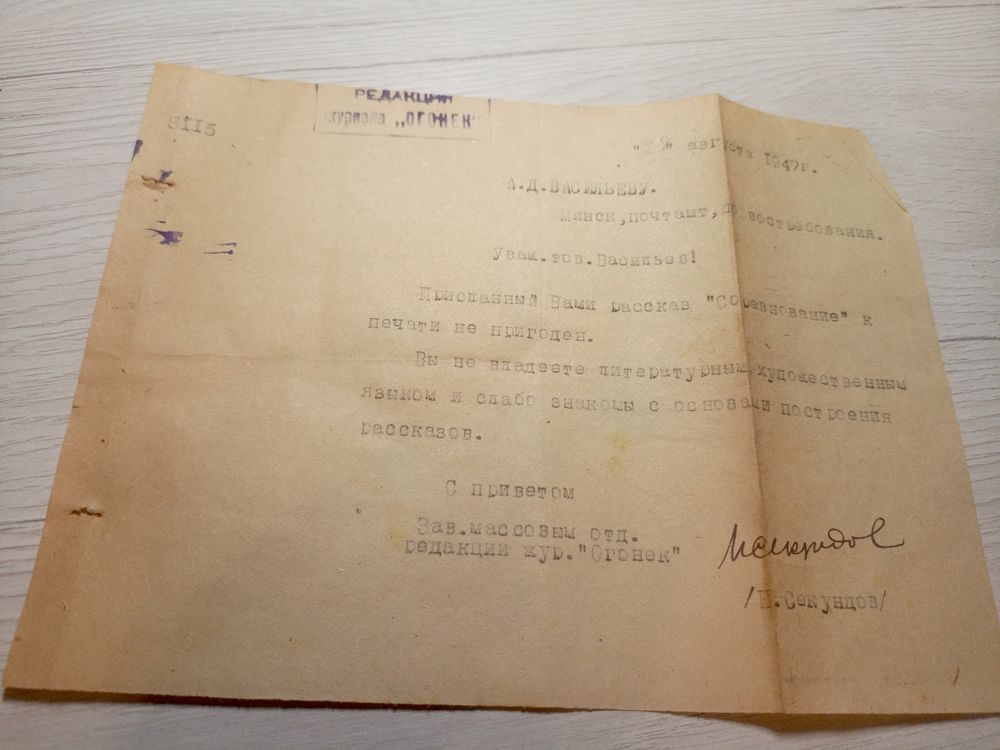 РЕДАКЦИЯ
журнала „ОГОНЕК"
8115
августа 1947г.
А.Д.ВАСИЛЬЕВУ.
Минск,почтамт,до востребования.
Уваж.тов.Васильев!
Присланный Вами рассказ "Соревнование" к
печати не пригоден.
Вы не владеете литературным художественным
языком и слабо знакомы с основами построения
рассказов.
С приветом
Зав.массовым отд.
редакции жур."Огонек"
/Н.Секундов/